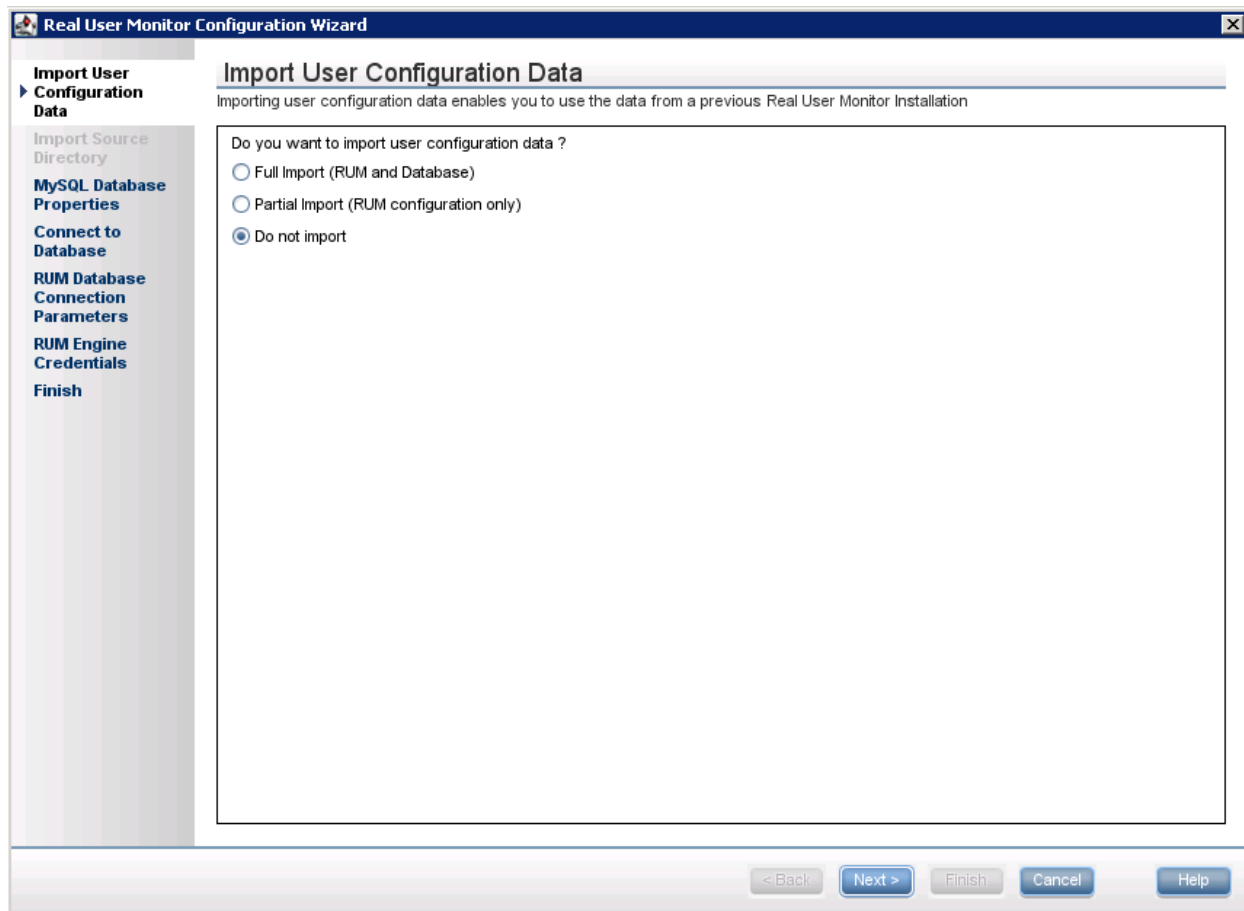 Real User Monitor Configuration Wizard
Import User
Configuration
Data
Import Source
Directory
MySQL Database
Properties
Connect to
Database
RUM Database
Connection
Parameters
RUM Engine
Credentials
Finish
Import User Configuration Data
Importing user configuration data enables you to use the data from a previous Real User Monitor Installation
Do you want to import user configuration data ?
Full Import (RUM and Database)
Partial Import (RUM configuration only)
Do not import
< Back
Next >
Finish
Cancel
Help